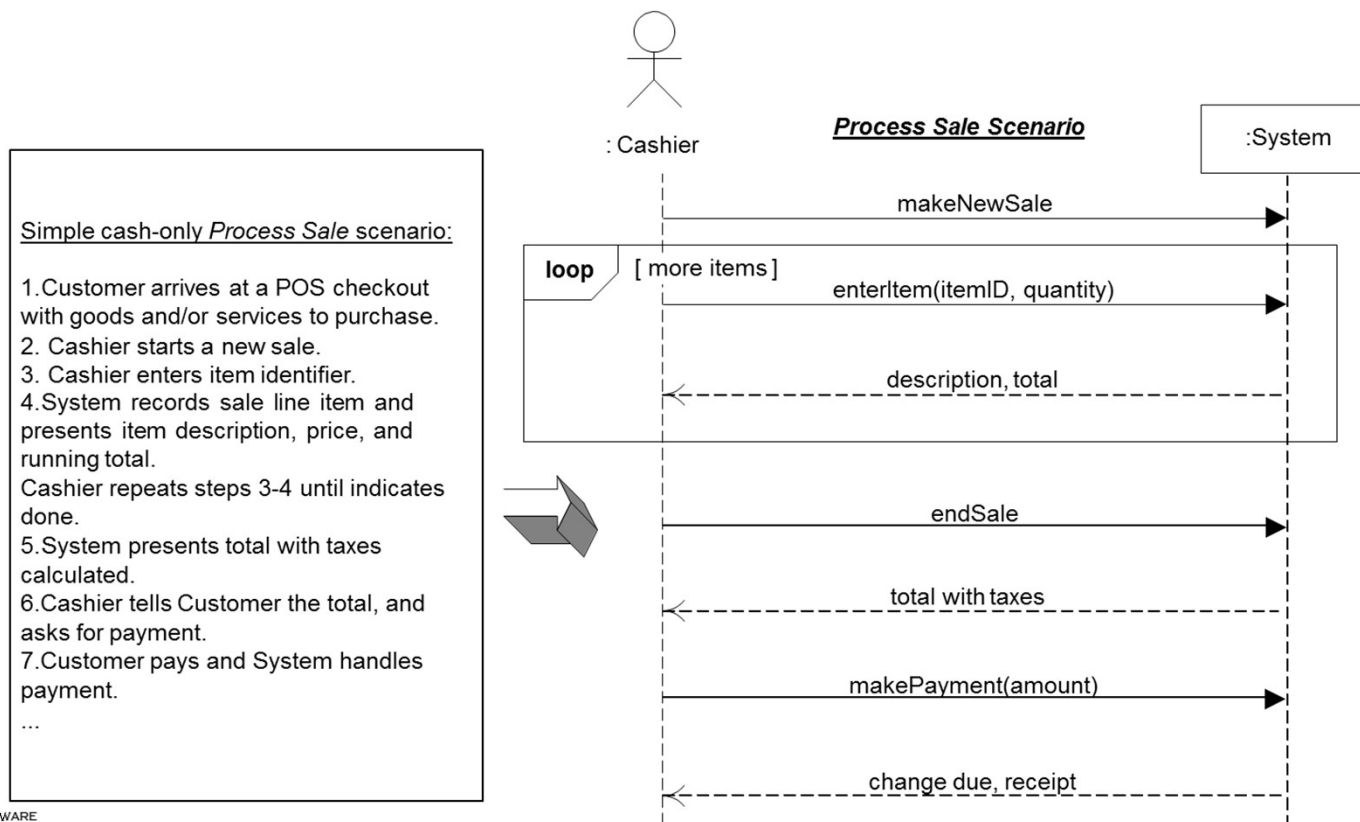 : Cashier
Process Sale Scenario
:System
Simple cash-only Process Sale scenario:
1.Customer arrives at a POS checkout
with goods and/or services to purchase.
2. Cashier starts a new sale.
3. Cashier enters item identifier.
4.System records sale line item and
presents item description, price, and
running total.
Cashier repeats steps 3-4 until indicates
done.
5.System presents total with taxes
calculated.
6.Cashier tells Customer the total, and
asks for payment.
7.Customer pays and System handles
payment.
...
makeNewSale
loop
[ more items ]
enterItem(itemID, quantity)
description, total
endSale
total with taxes
makePayment(amount)
change due, receipt
WARE